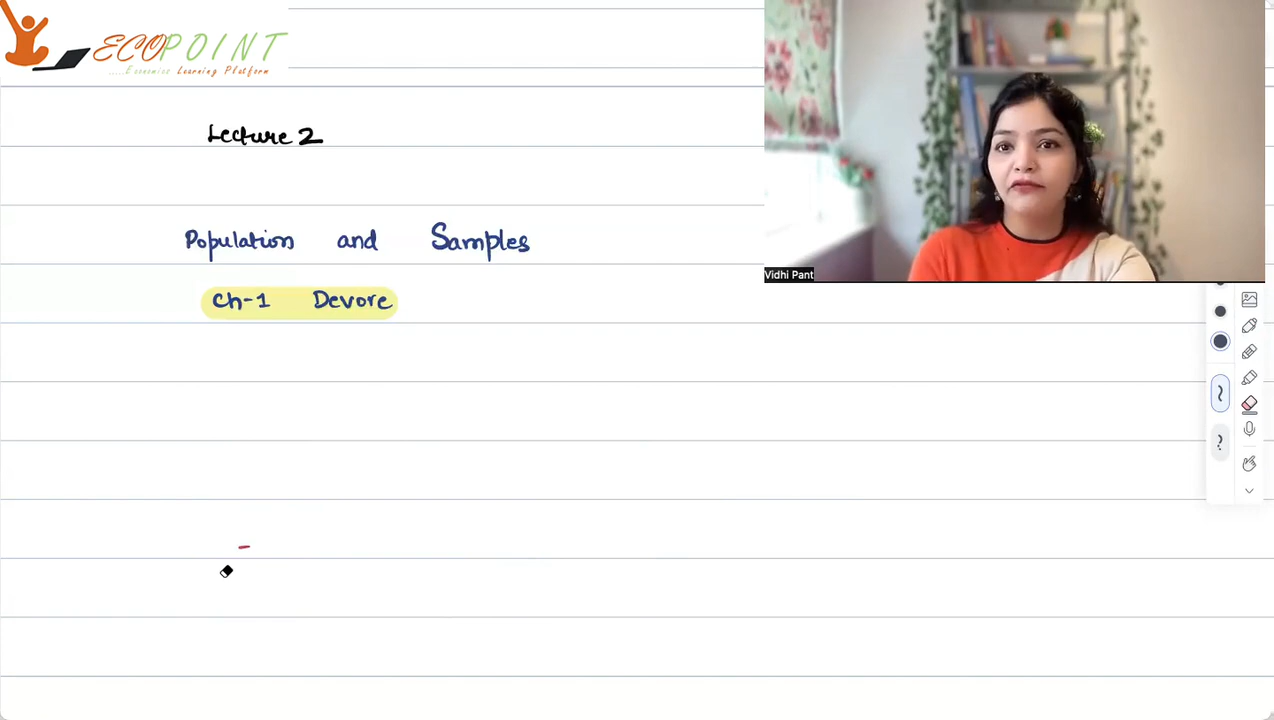 ECOPOINT
.....Economics Learning Platform
Lecture 2
Population and Samples
Ch-1 Devore
Vidhi Pant